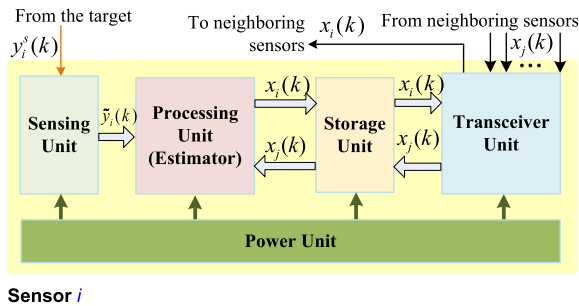 From the target
y_i^s(k)
To neighboring
sensors
x_i(k)
From neighboring sensors
x_j(k)
...
Sensing
Unit
ỹ_i(k)
Processing
Unit
(Estimator)
x_i(k)
x_j(k)
Storage
Unit
x_i(k)
x_j(k)
Transceiver
Unit
Power Unit
Sensor i